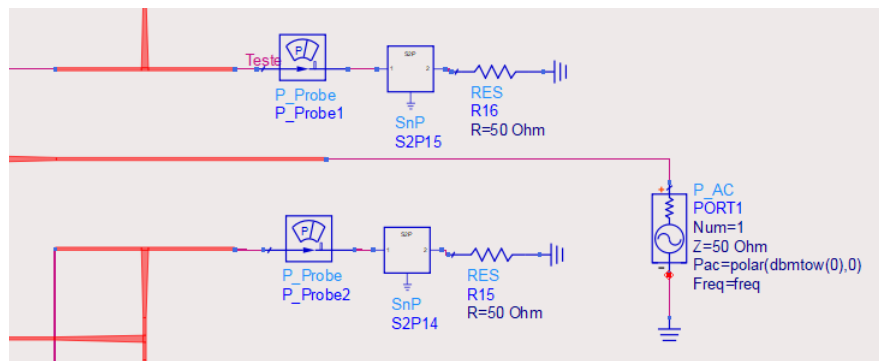 Teste
P
P_Probe
P_Probe1
S2P
1
2
SnP
S2P15
RES
R16
R=50 Ohm
P_AC
PORT1
Num=1
Z=50 Ohm
Pac=polar(dbmtow(0),0)
Freq=freq
P
P_Probe
P_Probe2
S2P
1
2
SnP
S2P14
RES
R15
R=50 Ohm